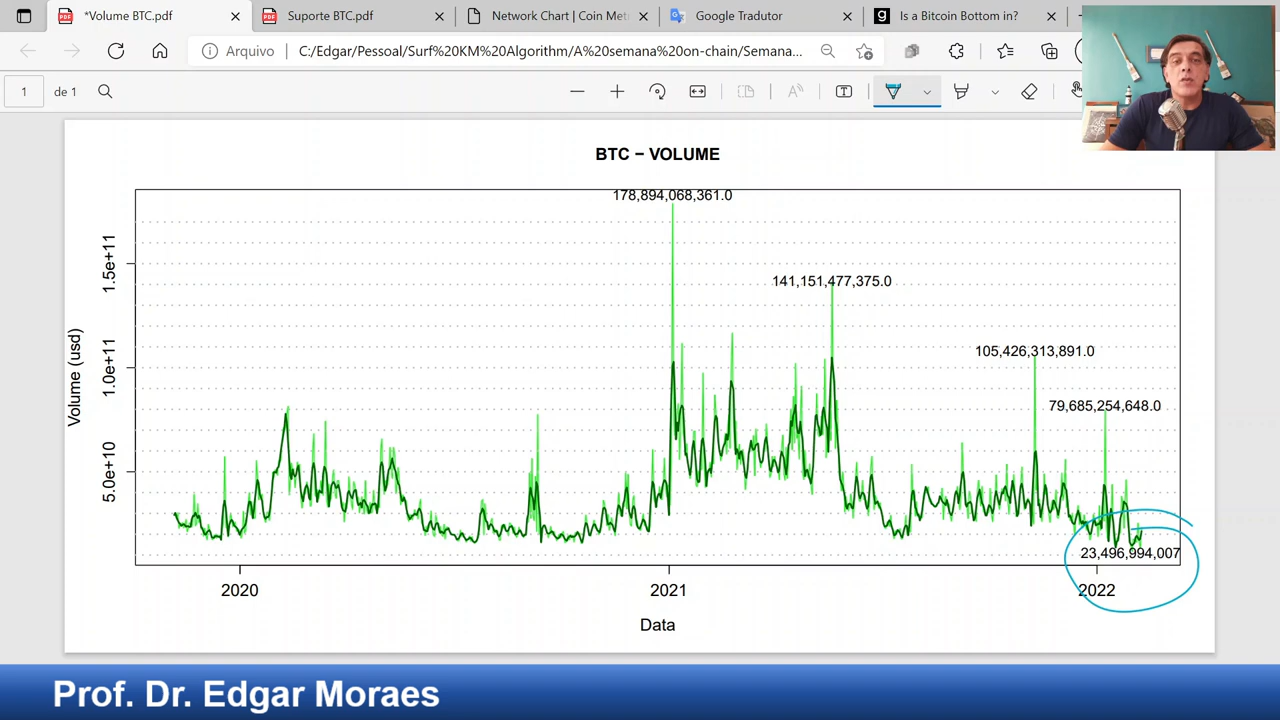 *Volume BTC.pdf
Suporte BTC.pdf
Network Chart | Coin Met
Google Tradutor
Is a Bitcoin Bottom in?
Arquivo
C:/Edgar/Pessoal/Surf%20KM%20Algorithm/A%20semana%20on-chain/Semana...
1 de 1
BTC − VOLUME
178,894,068,361.0
141,151,477,375.0
105,426,313,891.0
79,685,254,648.0
23,496,994,007
Volume (usd)
1.5e+11
1.0e+11
5.0e+10
2020 2021 2022
Data
Prof. Dr. Edgar Moraes